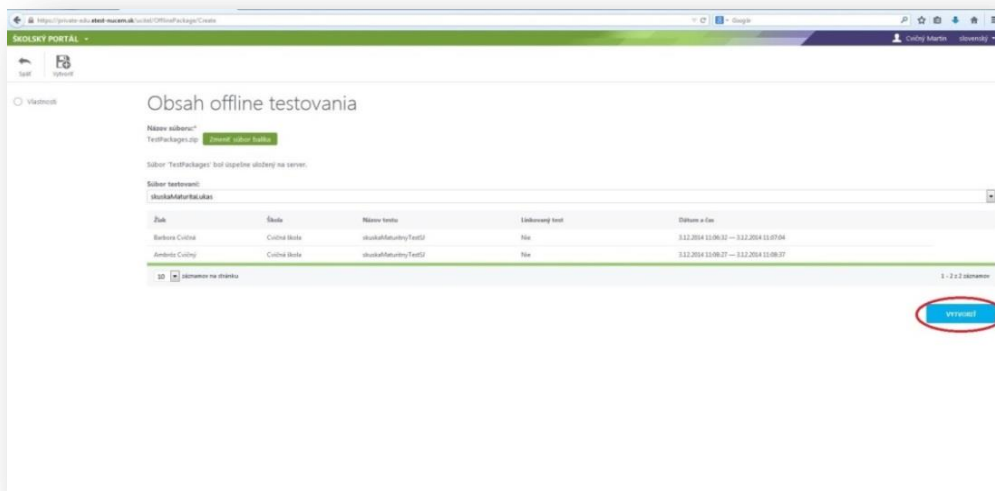 https://private-edu.etest-nucem.sk/ucitel/OfflinePackage/Create
Google
ŠKOLSKÝ PORTÁL
Cvičný Martin slovenský
Späť Vytvoriť
Vlastnosti
Obsah offline testovania
Názov súboru:*
TestPackages.zip Zmeniť súbor balíka
Súbor 'TestPackages' bol úspešne uložený na server.
Súbor testovaní:
skuskaMaturitaLukas
Žiak Škola Názov testu Likvidovaný test Dátum a čas
Barbora Cvičná Cvičná škola skuskaMaturitnyTestSJ Nie 3.12.2014 11:06:32 — 3.12.2014 11:07:04
Ambróz Cvičný Cvičná škola skuskaMaturitnyTestSJ Nie 3.12.2014 11:08:27 — 3.12.2014 11:08:37
10 záznamov na stránku 1 - 2 z 2 záznamov
VYTVORIŤ